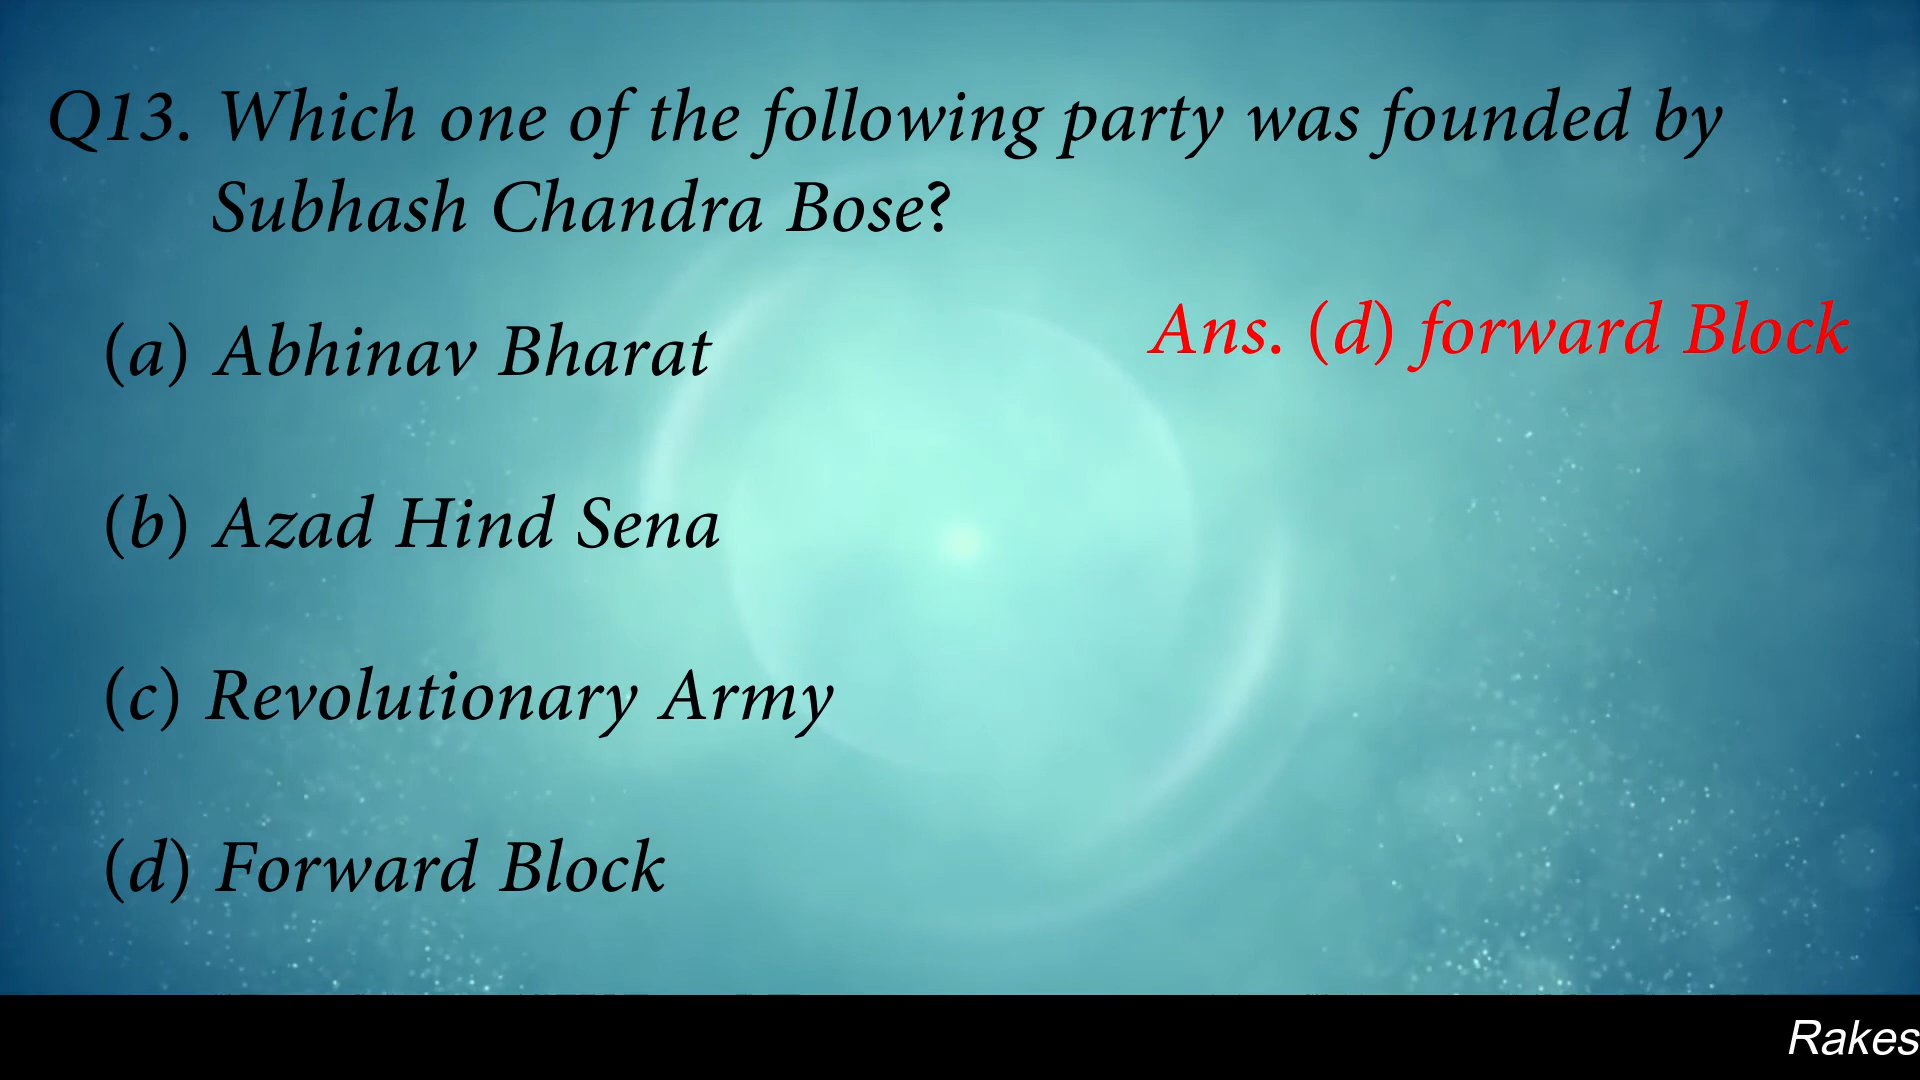 Q13. Which one of the following party was founded by
Subhash Chandra Bose?
(a) Abhinav Bharat
Ans. (d) forward Block
(b) Azad Hind Sena
(c) Revolutionary Army
(d) Forward Block
Rakes